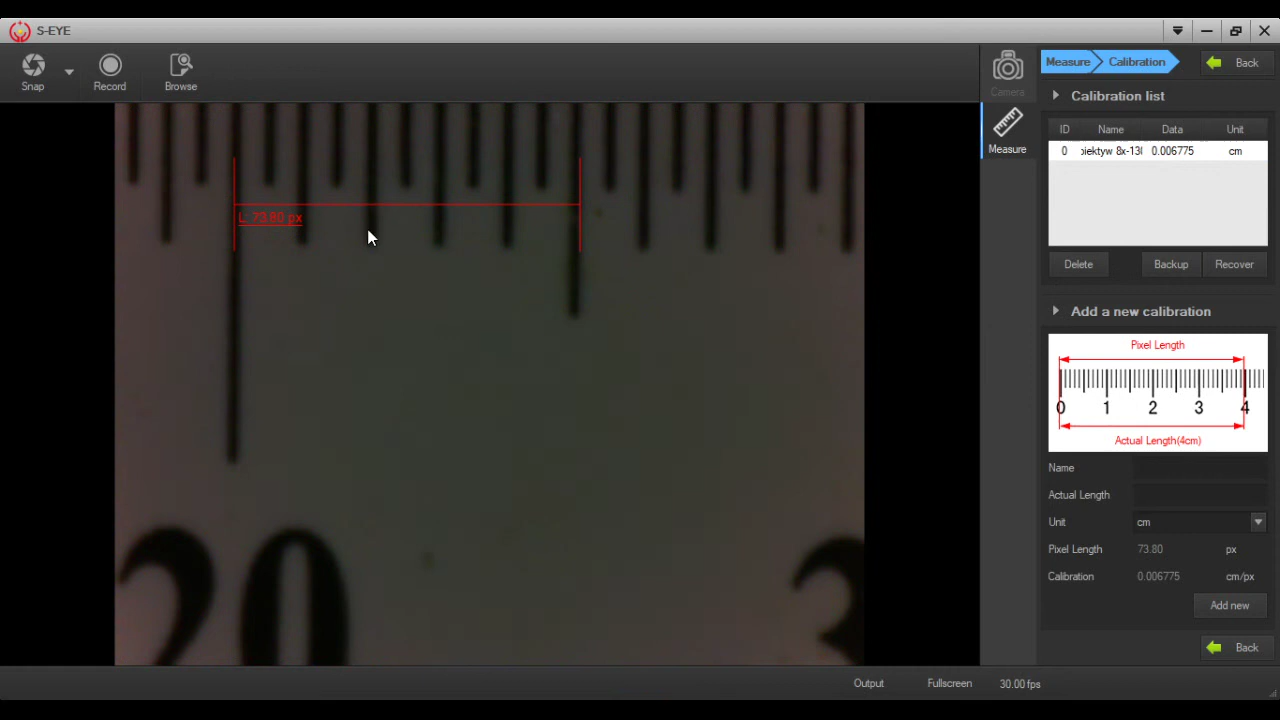 S-EYE
Snap
Record
Browse
Camera
Measure
Measure
Calibration
Back
Calibration list
ID Name Data Unit
0 0.006775 cm
Delete
Backup
Recover
Add a new calibration
Pixel Length
0 1 2 3 4
Actual Length(4cm)
Name
Actual Length
Unit cm
Pixel Length 73.80 px
Calibration 0.006775 cm/px
Add new
Back
L: 73.80 px
20
Output
Fullscreen
30.00 fps